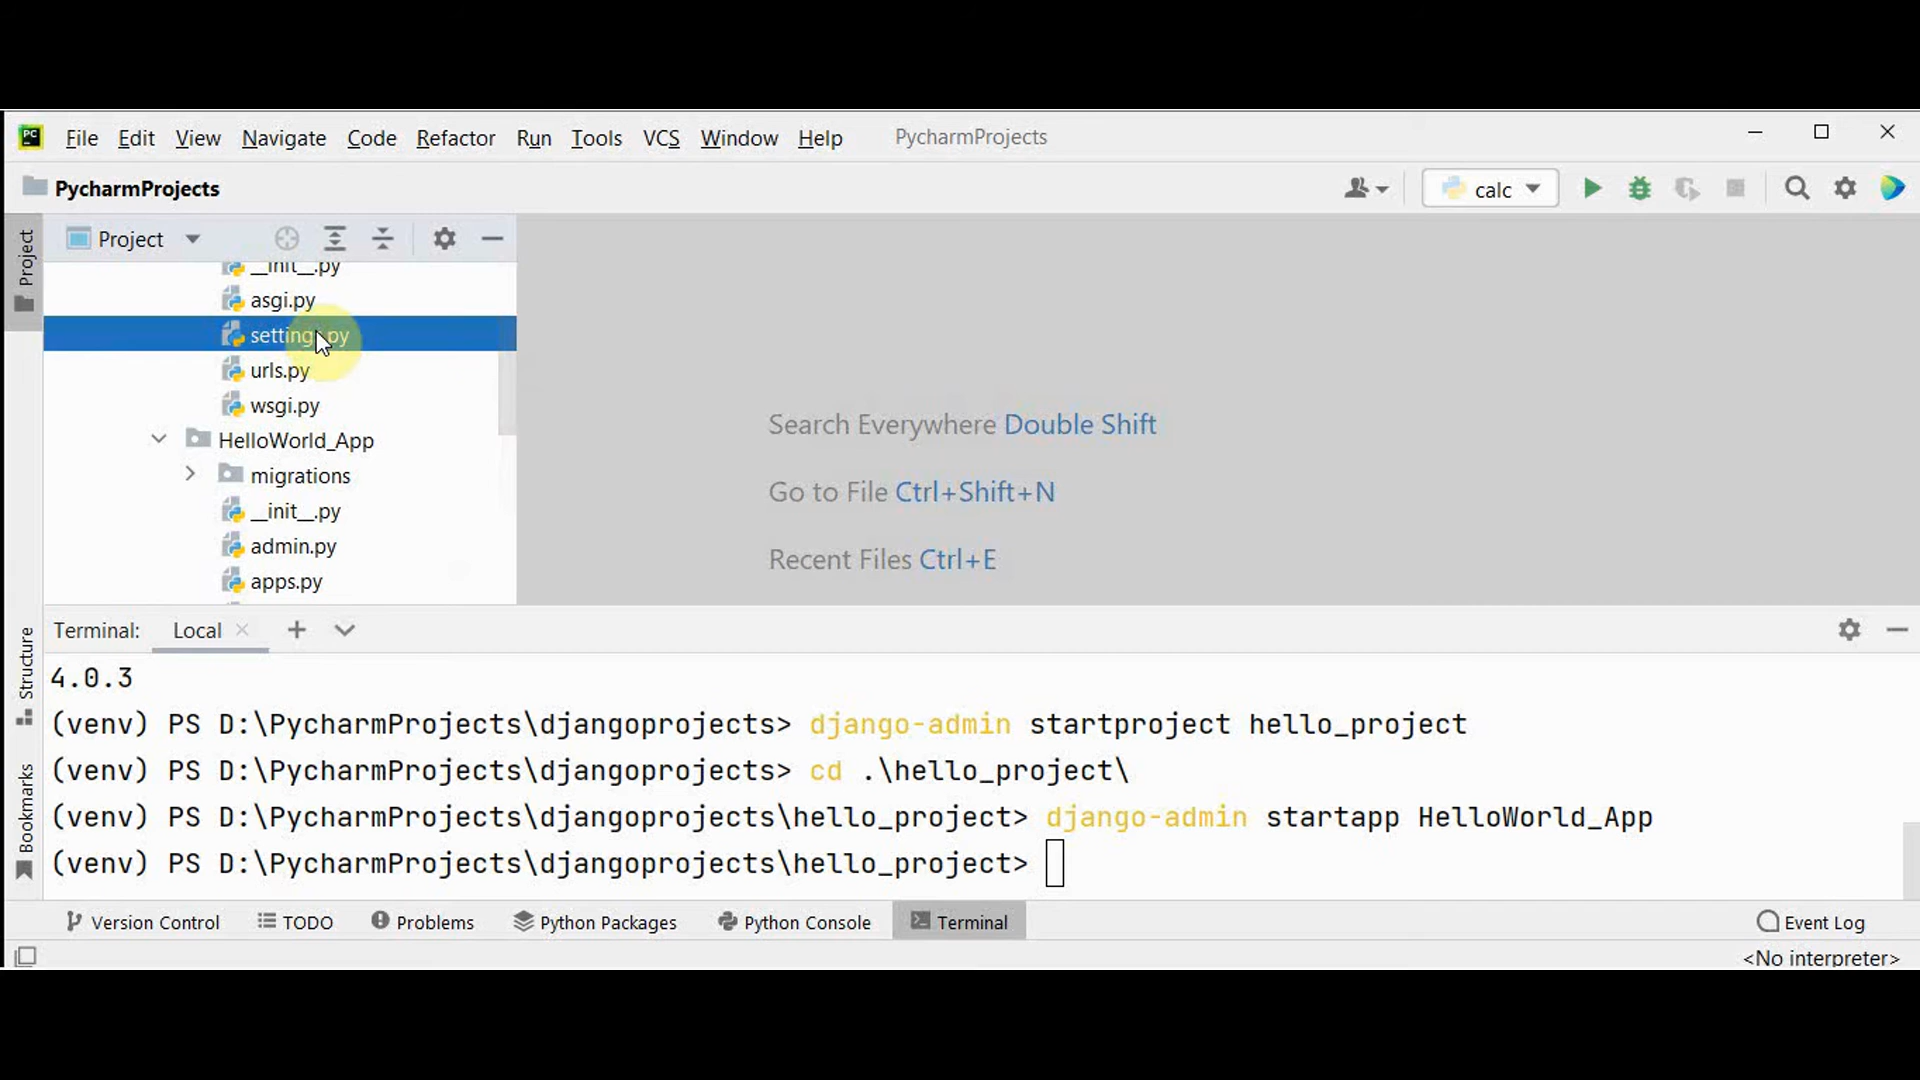 PC File Edit View Navigate Code Refactor Run Tools VCS Window Help PycharmProjects
PycharmProjects calc
Project
Project
__init__.py
asgi.py
settings.py
urls.py
wsgi.py
HelloWorld_App
migrations
__init__.py
admin.py
apps.py
Search Everywhere Double Shift
Go to File Ctrl+Shift+N
Recent Files Ctrl+E
Structure
Bookmarks
Terminal: Local
4.0.3
(venv) PS D:\PycharmProjects\djangoprojects> django-admin startproject hello_project
(venv) PS D:\PycharmProjects\djangoprojects> cd .\hello_project\
(venv) PS D:\PycharmProjects\djangoprojects\hello_project> django-admin startapp HelloWorld_App
(venv) PS D:\PycharmProjects\djangoprojects\hello_project>
Version Control TODO Problems Python Packages Python Console Terminal Event Log
<No interpreter>